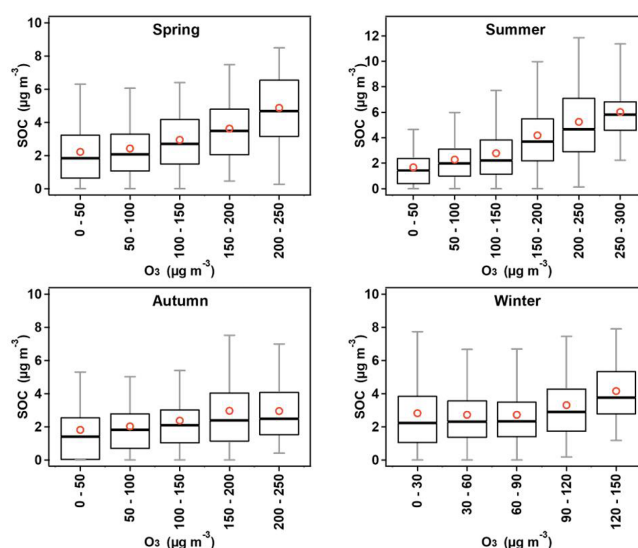 Spring
SOC (µg m-3)
10
8
6
4
2
0
0 - 50
50 - 100
100 - 150
150 - 200
200 - 250
O3 (µg m-3)
Summer
SOC (µg m-3)
12
10
8
6
4
2
0
0 - 50
50 - 100
100 - 150
150 - 200
200 - 250
250 - 300
O3 (µg m-3)
Autumn
SOC (µg m-3)
10
8
6
4
2
0
0 - 50
50 - 100
100 - 150
150 - 200
200 - 250
O3 (µg m-3)
Winter
SOC (µg m-3)
10
8
6
4
2
0
0 - 30
30 - 60
60 - 90
90 - 120
120 - 150
O3 (µg m-3)